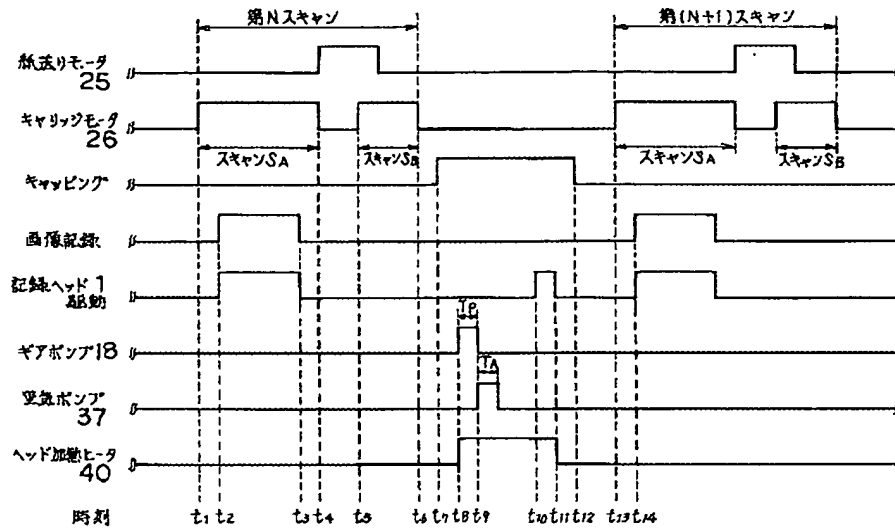 第Nスキャン
第(N+1)スキャン
紙送りモータ
25
キャリッジモータ
26
スキャンSA
スキャンSB
スキャンSA
スキャンSB
キャッピング
画像記録
記録ヘッド1
駆動
TP
ギアポンプ18
TA
空気ポンプ
37
ヘッド加熱ヒータ
40
時刻 t1 t2 t3 t4 t5 t6 t7 t8 t9 t10 t11 t12 t13 t14